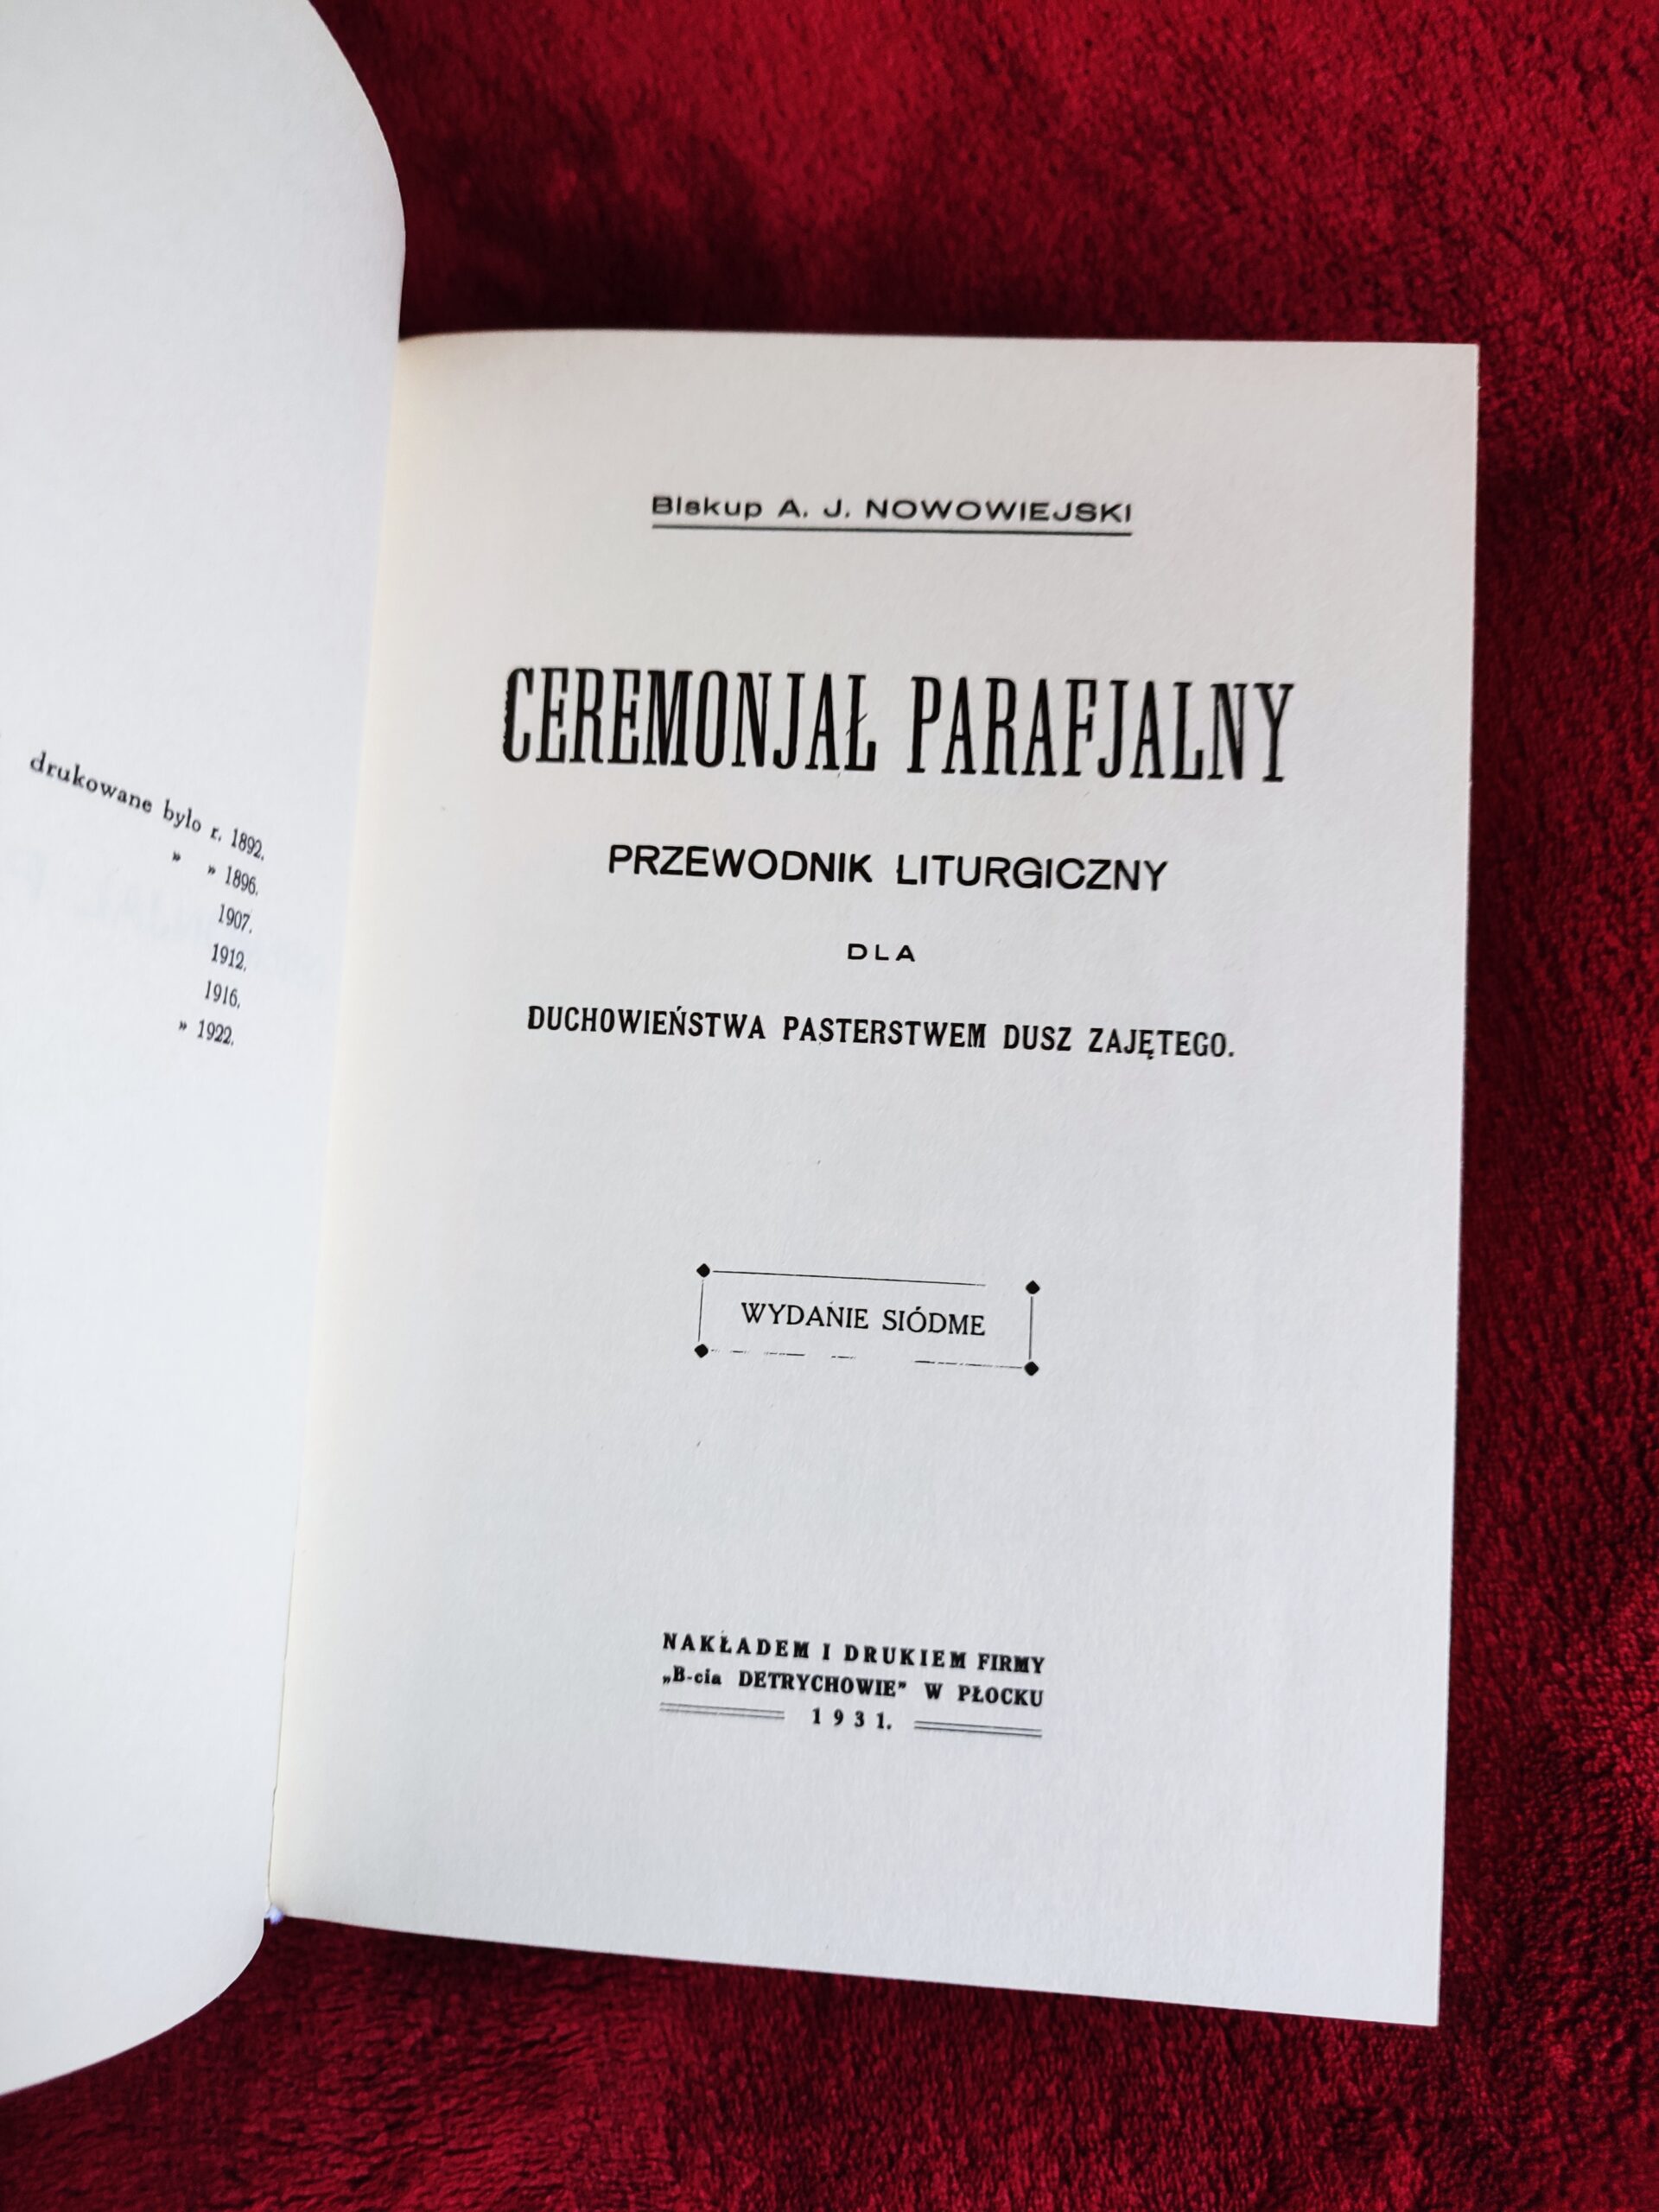 drukowane bylo r. 1892.
» » 1896.
1907.
1912.
1916.
» 1922.
Biskup A. J. NOWOWIEJSKI
CEREMONJAŁ PARAFJALNY
PRZEWODNIK LITURGICZNY
DLA
DUCHOWIEŃSTWA PASTERSTWEM DUSZ ZAJĘTEGO.
WYDANIE SIÓDME
NAKŁADEM I DRUKIEM FIRMY
„B-cia DETRYCHOWIE” W PŁOCKU
1931.